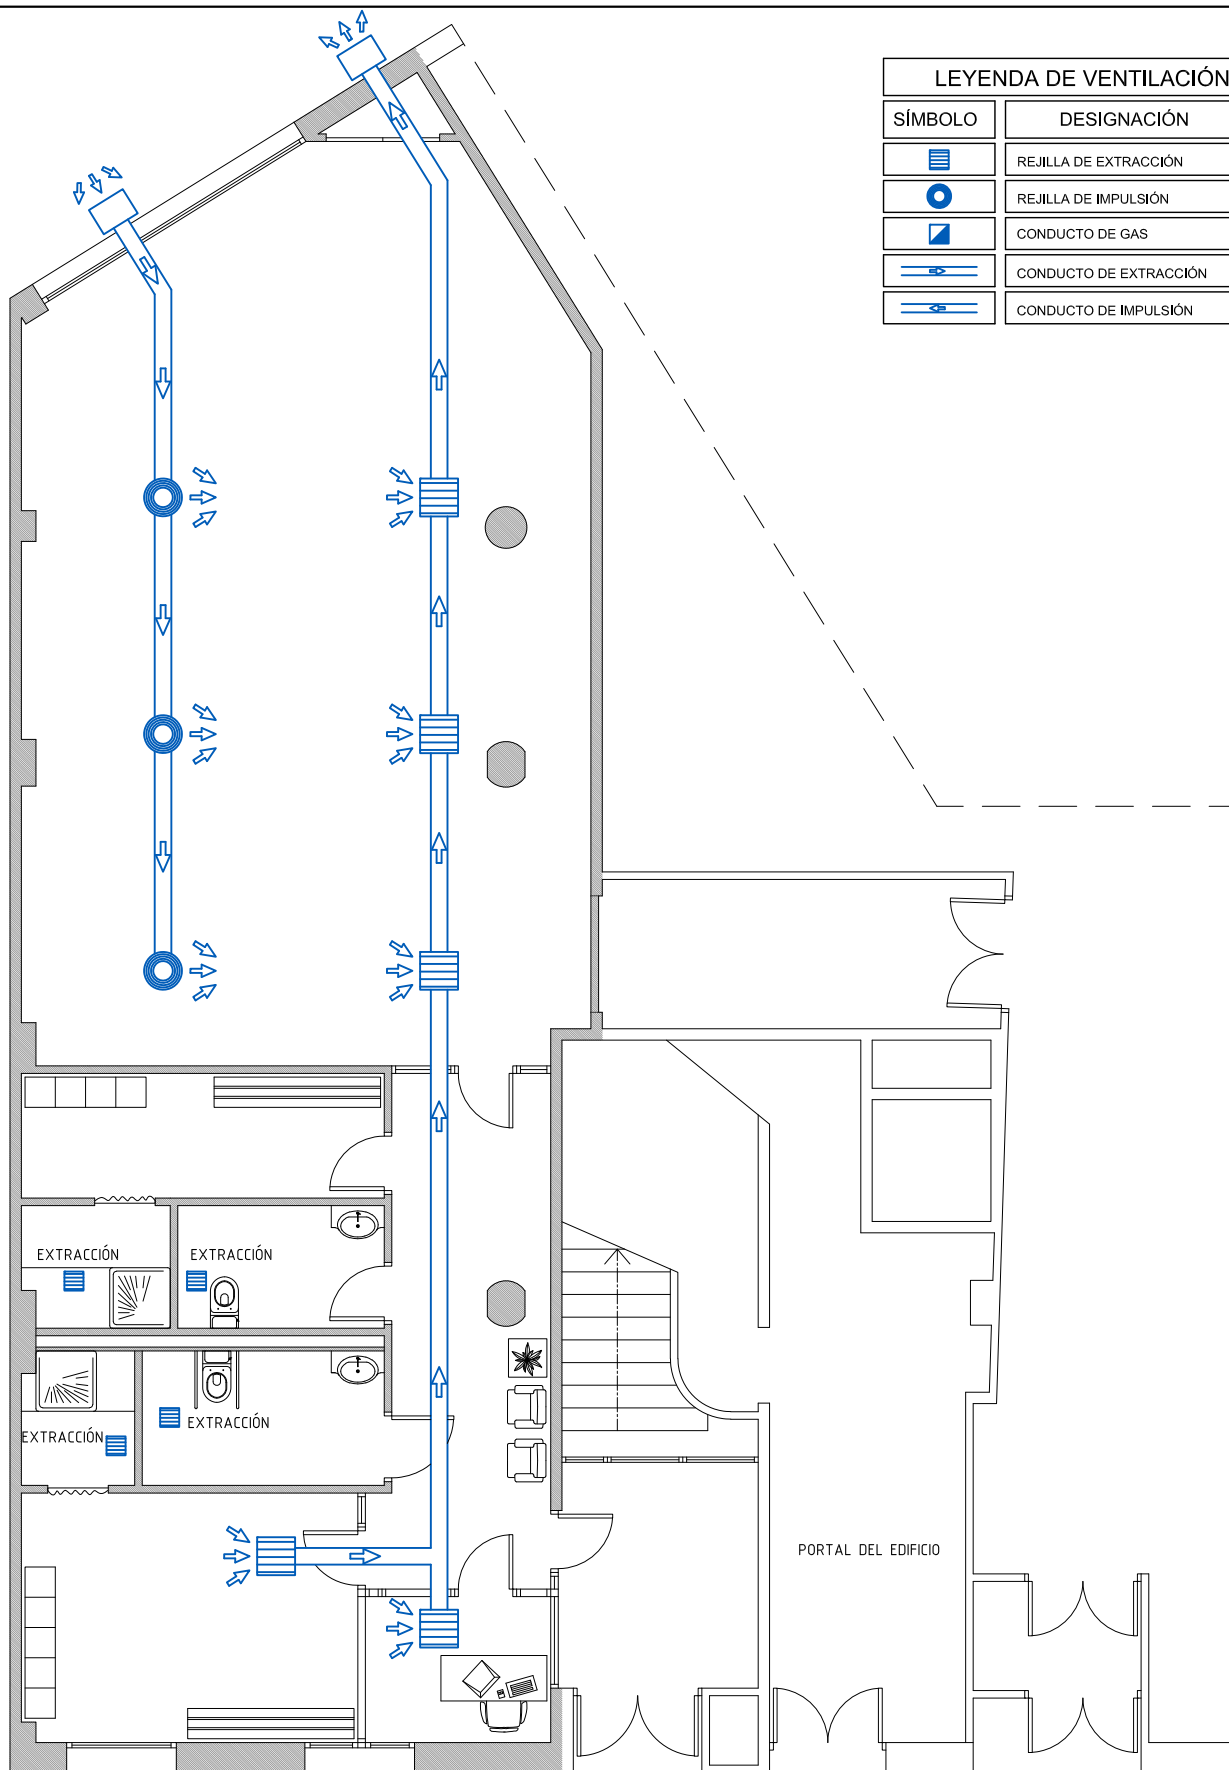 LEYENDA DE VENTILACIÓN
SÍMBOLO DESIGNACIÓN
REJILLA DE EXTRACCIÓN
REJILLA DE IMPULSIÓN
CONDUCTO DE GAS
CONDUCTO DE EXTRACCIÓN
CONDUCTO DE IMPULSIÓN
EXTRACCIÓN
EXTRACCIÓN
EXTRACCIÓN
EXTRACCIÓN
PORTAL DEL EDIFICIO